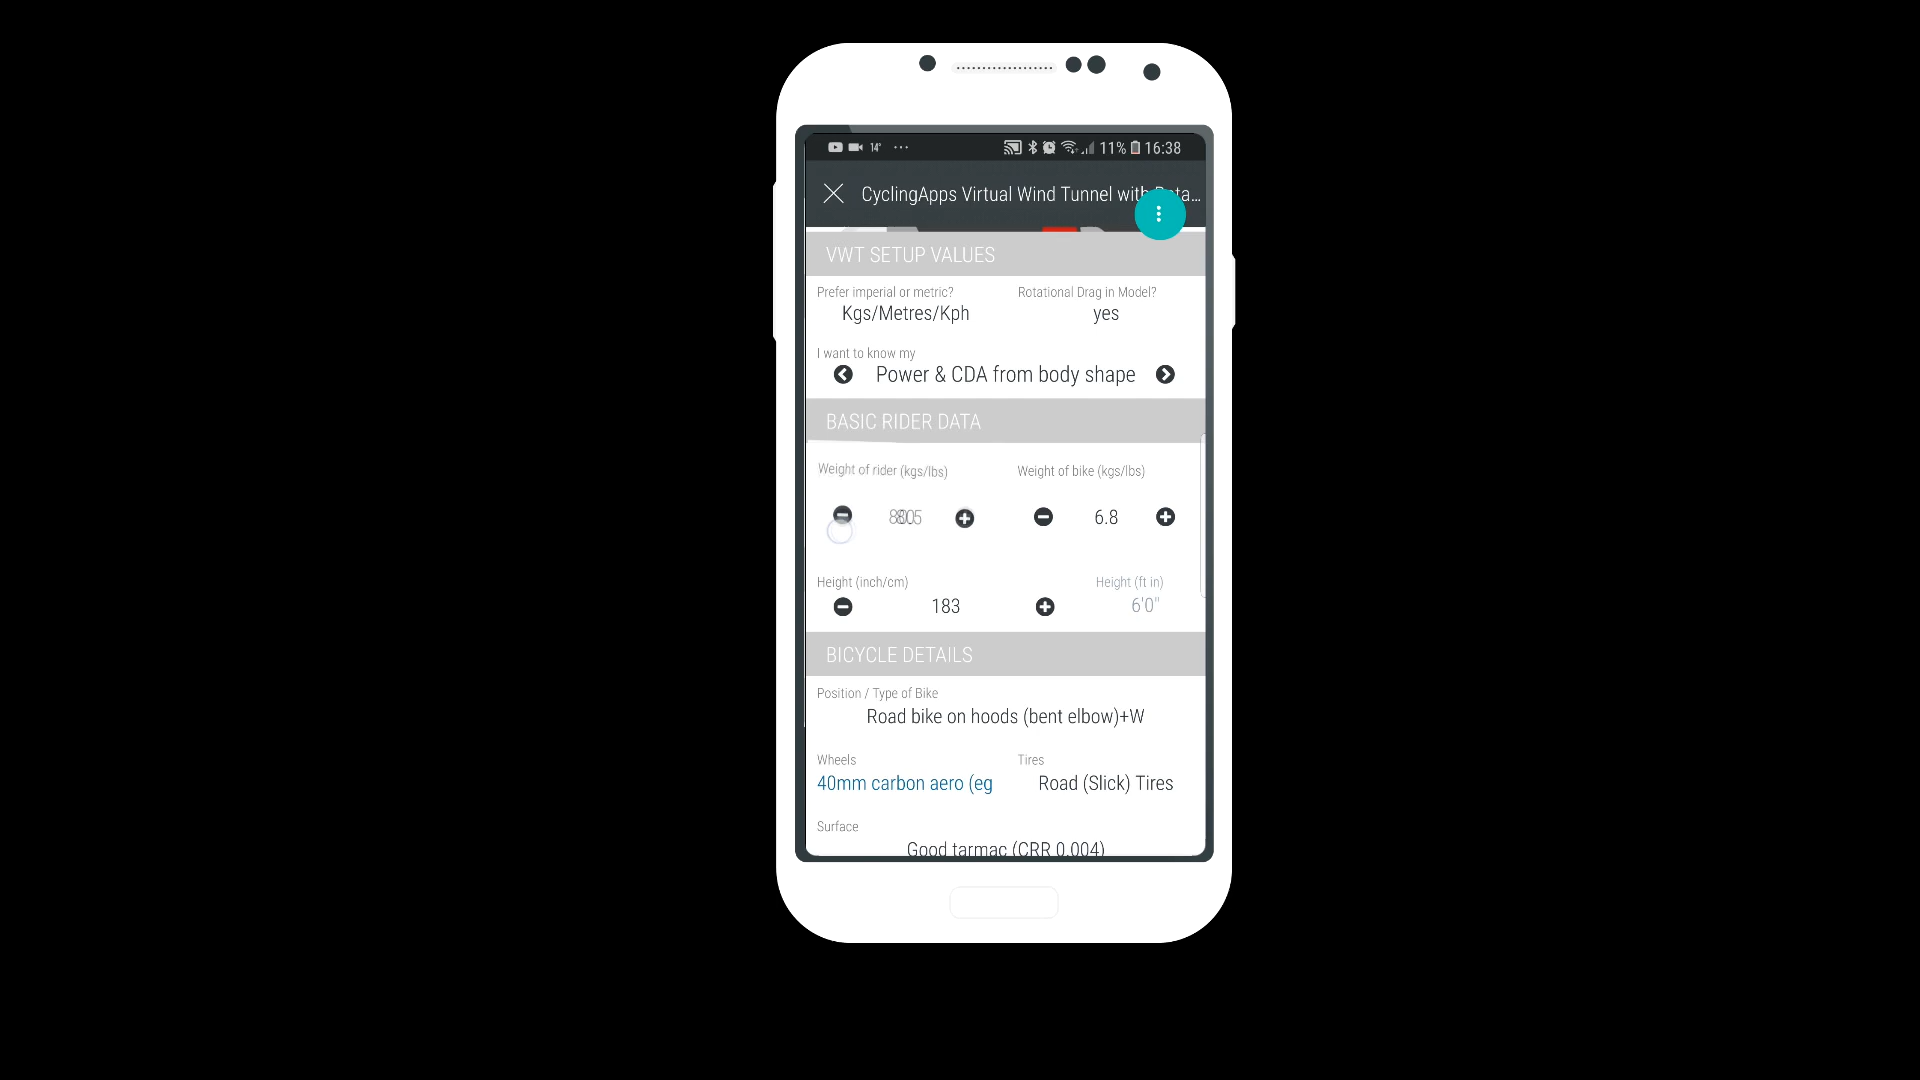 14° ... 11% 16:38
CyclingApps Virtual Wind Tunnel with Rota...
VWT SETUP VALUES
Prefer imperial or metric? Rotational Drag in Model?
Kgs/Metres/Kph yes
I want to know my
Power & CDA from body shape
BASIC RIDER DATA
Weight of rider (kgs/lbs) Weight of bike (kgs/lbs)
6.8
Height (inch/cm) Height (ft in)
183 6'0"
BICYCLE DETAILS
Position / Type of Bike
Road bike on hoods (bent elbow)+W
Wheels Tires
40mm carbon aero (eg Road (Slick) Tires
Surface
Good tarmac (CRR 0.004)